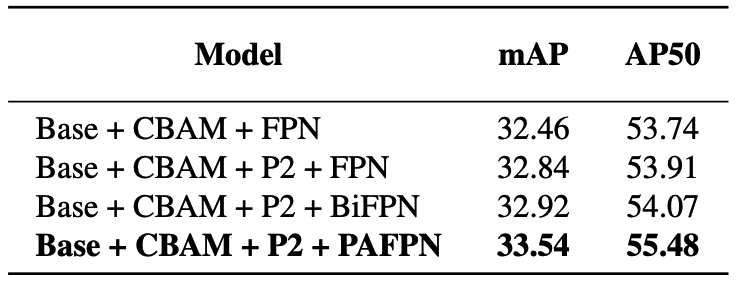 Model mAP AP50
Base + CBAM + FPN 32.46 53.74
Base + CBAM + P2 + FPN 32.84 53.91
Base + CBAM + P2 + BiFPN 32.92 54.07
Base + CBAM + P2 + PAFPN 33.54 55.48